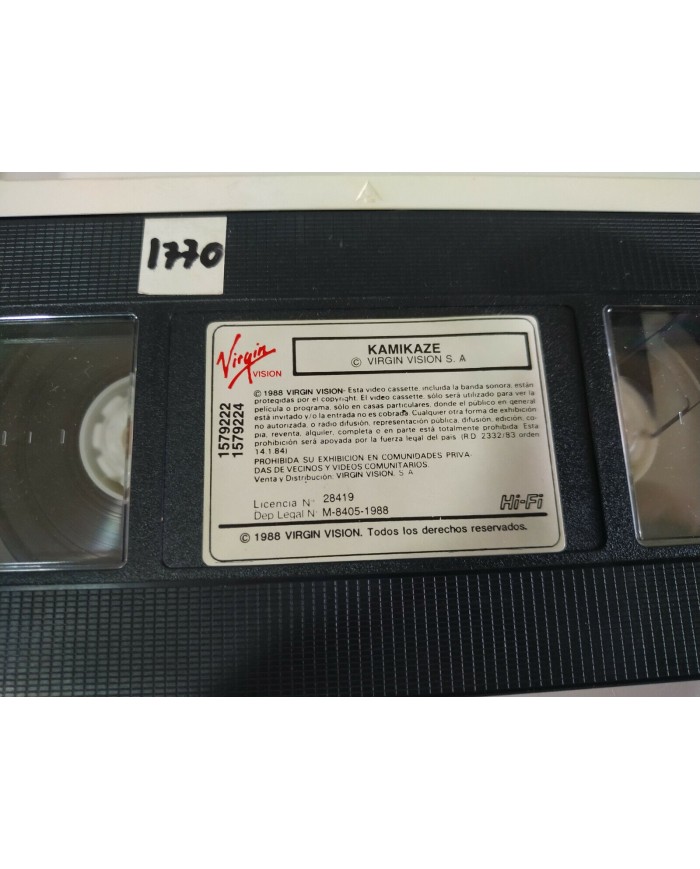 1770
Virgin
VISION
KAMIKAZE
© VIRGIN VISION S. A
1579222
1579224
© 1988 VIRGIN VISION- Esta video cassette, incluida la banda sonora, están
protegidas por el copyright. El video cassette, sólo será utilizado para ver la
película o programa, sólo en casas particulares, donde el publico en general
está invitado y/o la entrada no es cobrada. Cualquier otra forma de exhibición
no autorizada, o radio difusión, representación pública, difusión, edición, co-
pia, reventa, alquiler, completa o en parte está totalmente prohibida. Esta
prohibición será apoyada por la fuerza legal del pais (R.D. 2332/83 orden
14.1.84)
PROHIBIDA SU EXHIBICION EN COMUNIDADES PRIVA-
DAS DE VECINOS Y VIDEOS COMUNITARIOS.
Venta y Distribución: VIRGIN VISION, S. A
Licencia Nº 28419
Dep Legal Nº M-8405-1988
Hi-Fi
© 1988 VIRGIN VISION. Todos los derechos reservados.